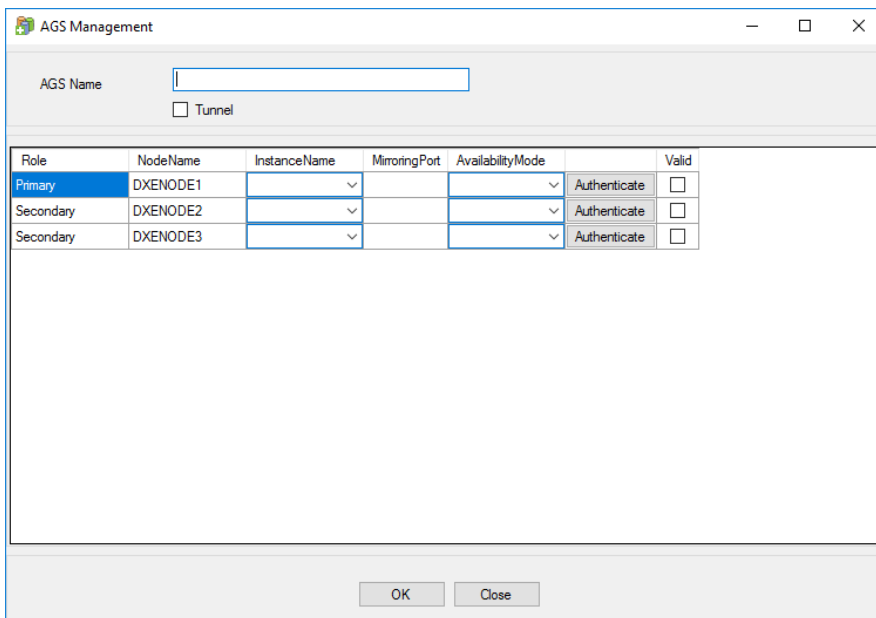 AGS Management
AGS Name
Tunnel
Role NodeName InstanceName MirroringPort AvailabilityMode Valid
Primary DXENODE1 Authenticate
Secondary DXENODE2 Authenticate
Secondary DXENODE3 Authenticate
OK Close